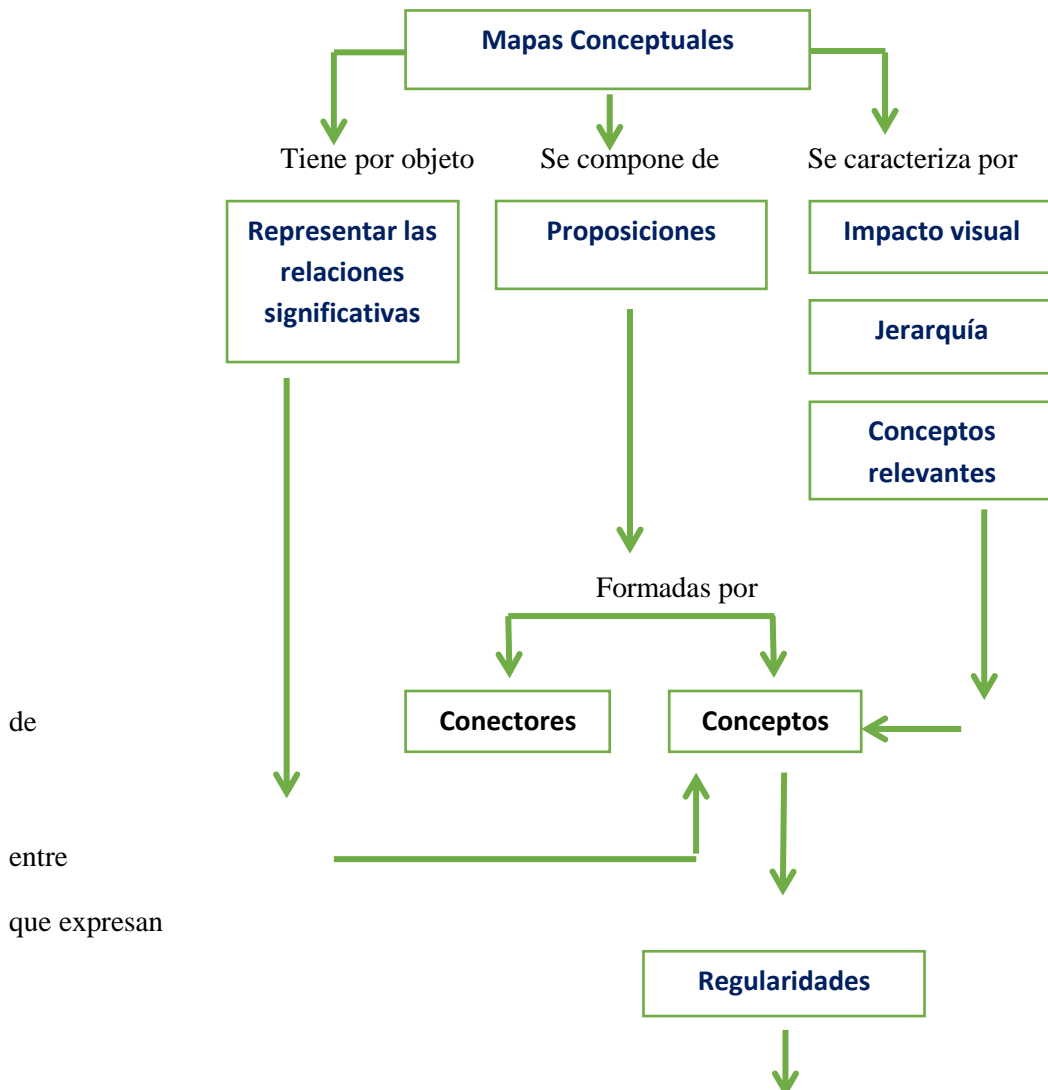 Mapas Conceptuales
Tiene por objeto
Se compone de
Se caracteriza por
Representar las
relaciones
significativas
Proposiciones
Impacto visual
Jerarquía
Conceptos
relevantes
Formadas por
de
Conectores
Conceptos
entre
que expresan
Regularidades